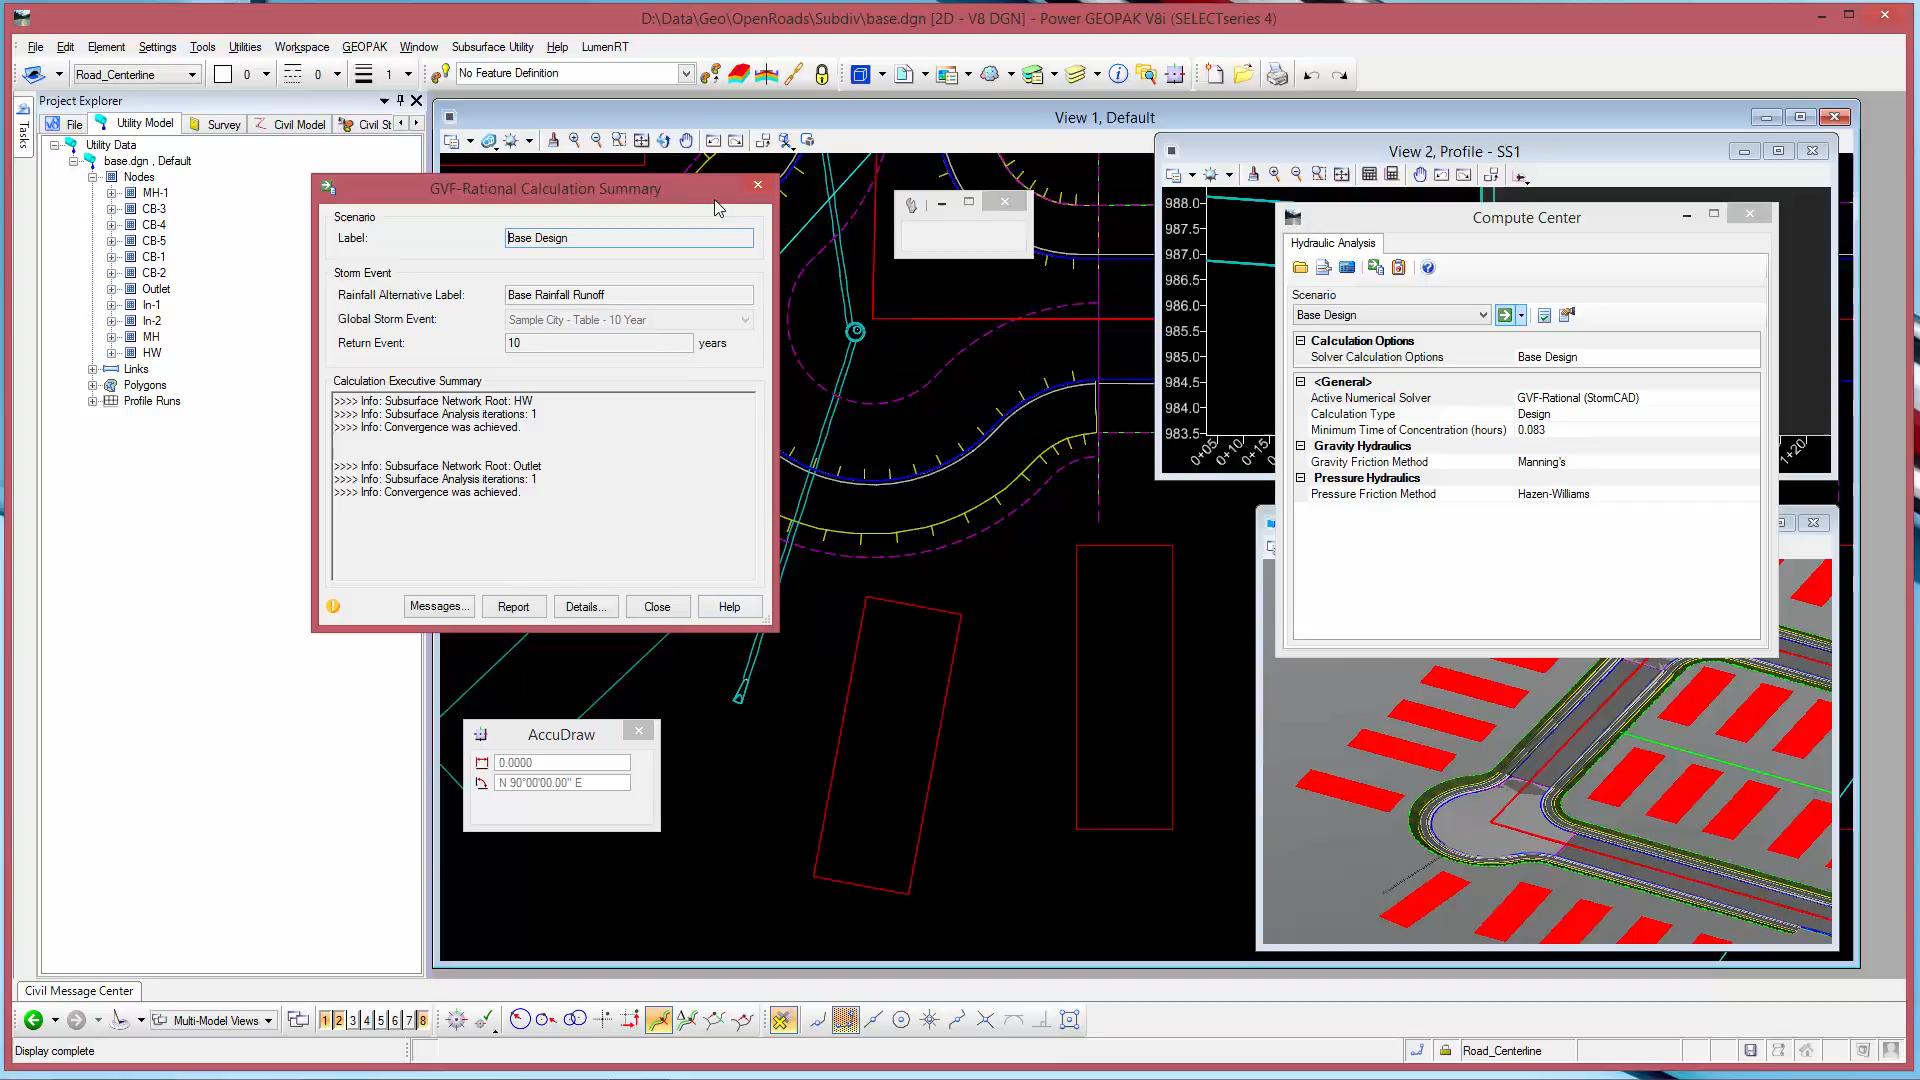 D:\Data\Geo\OpenRoads\Subdiv\base.dgn [2D - V8 DGN] - Power GEOPAK V8i (SELECTseries 4)
File Edit Element Settings Tools Utilities Workspace GEOPAK Window Subsurface Utility Help LumenRT
Road_Centerline 0 0 1 No Feature Definition
Project Explorer
File Utility Model Survey Civil Model Civil St
Tasks
Utility Data
base.dgn , Default
Nodes
MH-1
CB-3
CB-4
CB-5
CB-1
CB-2
Outlet
In-1
In-2
MH
HW
Links
Polygons
Profile Runs
View 1, Default
GVF-Rational Calculation Summary
Scenario
Label: Base Design
Storm Event
Rainfall Alternative Label: Base Rainfall Runoff
Global Storm Event: Sample City - Table - 10 Year
Return Event: 10 years
Calculation Executive Summary
>>>> Info: Subsurface Network Root: HW
>>>> Info: Subsurface Analysis iterations: 1
>>>> Info: Convergence was achieved.
>>>> Info: Subsurface Network Root: Outlet
>>>> Info: Subsurface Analysis iterations: 1
>>>> Info: Convergence was achieved.
Messages... Report Details... Close Help
AccuDraw
0.0000
N 90°00'00.00" E
View 2, Profile - SS1
988.0
987.0
986.5
986.0
985.5
985.0
984.5
984.0
983.5
0+05 0+10 0+15 1+20
Compute Center
Hydraulic Analysis
Scenario
Base Design
Calculation Options
Solver Calculation Options Base Design
<General>
Active Numerical Solver GVF-Rational (StormCAD)
Calculation Type Design
Minimum Time of Concentration (hours) 0.083
Gravity Hydraulics
Gravity Friction Method Manning's
Pressure Hydraulics
Pressure Friction Method Hazen-Williams
Civil Message Center
Multi-Model Views 1 2 3 4 5 6 7 8
Display complete
Road_Centerline